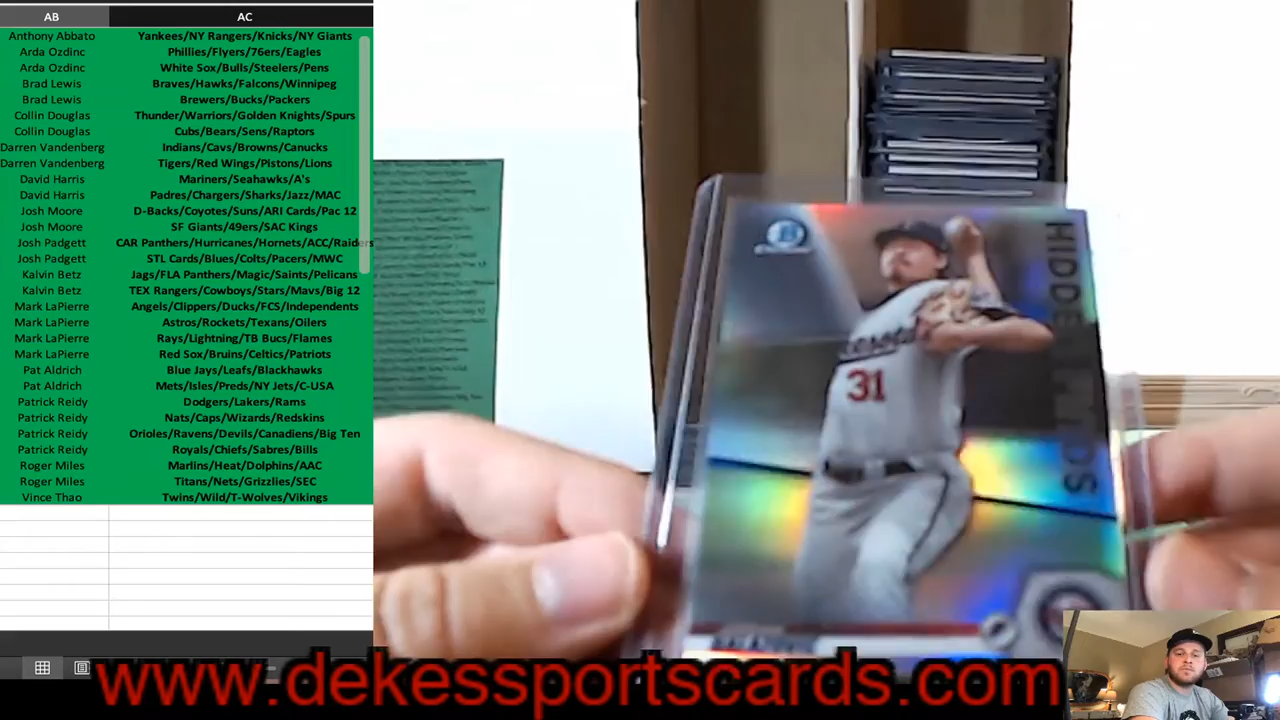 AB AC
Anthony Abbato Yankees/NY Rangers/Knicks/NY Giants
Arda Ozdinc Phillies/Flyers/76ers/Eagles
Arda Ozdinc White Sox/Bulls/Steelers/Pens
Brad Lewis Braves/Hawks/Falcons/Winnipeg
Brad Lewis Brewers/Bucks/Packers
Collin Douglas Thunder/Warriors/Golden Knights/Spurs
Collin Douglas Cubs/Bears/Sens/Raptors
Darren Vandenberg Indians/Cavs/Browns/Canucks
Darren Vandenberg Tigers/Red Wings/Pistons/Lions
David Harris Mariners/Seahawks/A's
David Harris Padres/Chargers/Sharks/Jazz/MAC
Josh Moore D-Backs/Coyotes/Suns/ARI Cards/Pac 12
Josh Moore SF Giants/49ers/SAC Kings
Josh Padgett CAR Panthers/Hurricanes/Hornets/ACC/Raiders
Josh Padgett STL Cards/Blues/Colts/Pacers/MWC
Kalvin Betz Jags/FLA Panthers/Magic/Saints/Pelicans
Kalvin Betz TEX Rangers/Cowboys/Stars/Mavs/Big 12
Mark LaPierre Angels/Clippers/Ducks/FCS/Independents
Mark LaPierre Astros/Rockets/Texans/Oilers
Mark LaPierre Rays/Lightning/TB Bucs/Flames
Mark LaPierre Red Sox/Bruins/Celtics/Patriots
Pat Aldrich Blue Jays/Leafs/Blackhawks
Pat Aldrich Mets/Isles/Preds/NY Jets/C-USA
Patrick Reidy Dodgers/Lakers/Rams
Patrick Reidy Nats/Caps/Wizards/Redskins
Patrick Reidy Orioles/Ravens/Devils/Canadiens/Big Ten
Patrick Reidy Royals/Chiefs/Sabres/Bills
Roger Miles Marlins/Heat/Dolphins/AAC
Roger Miles Titans/Nets/Grizzlies/SEC
Vince Thao Twins/Wild/T-Wolves/Vikings
31
www.dekessportscards.com